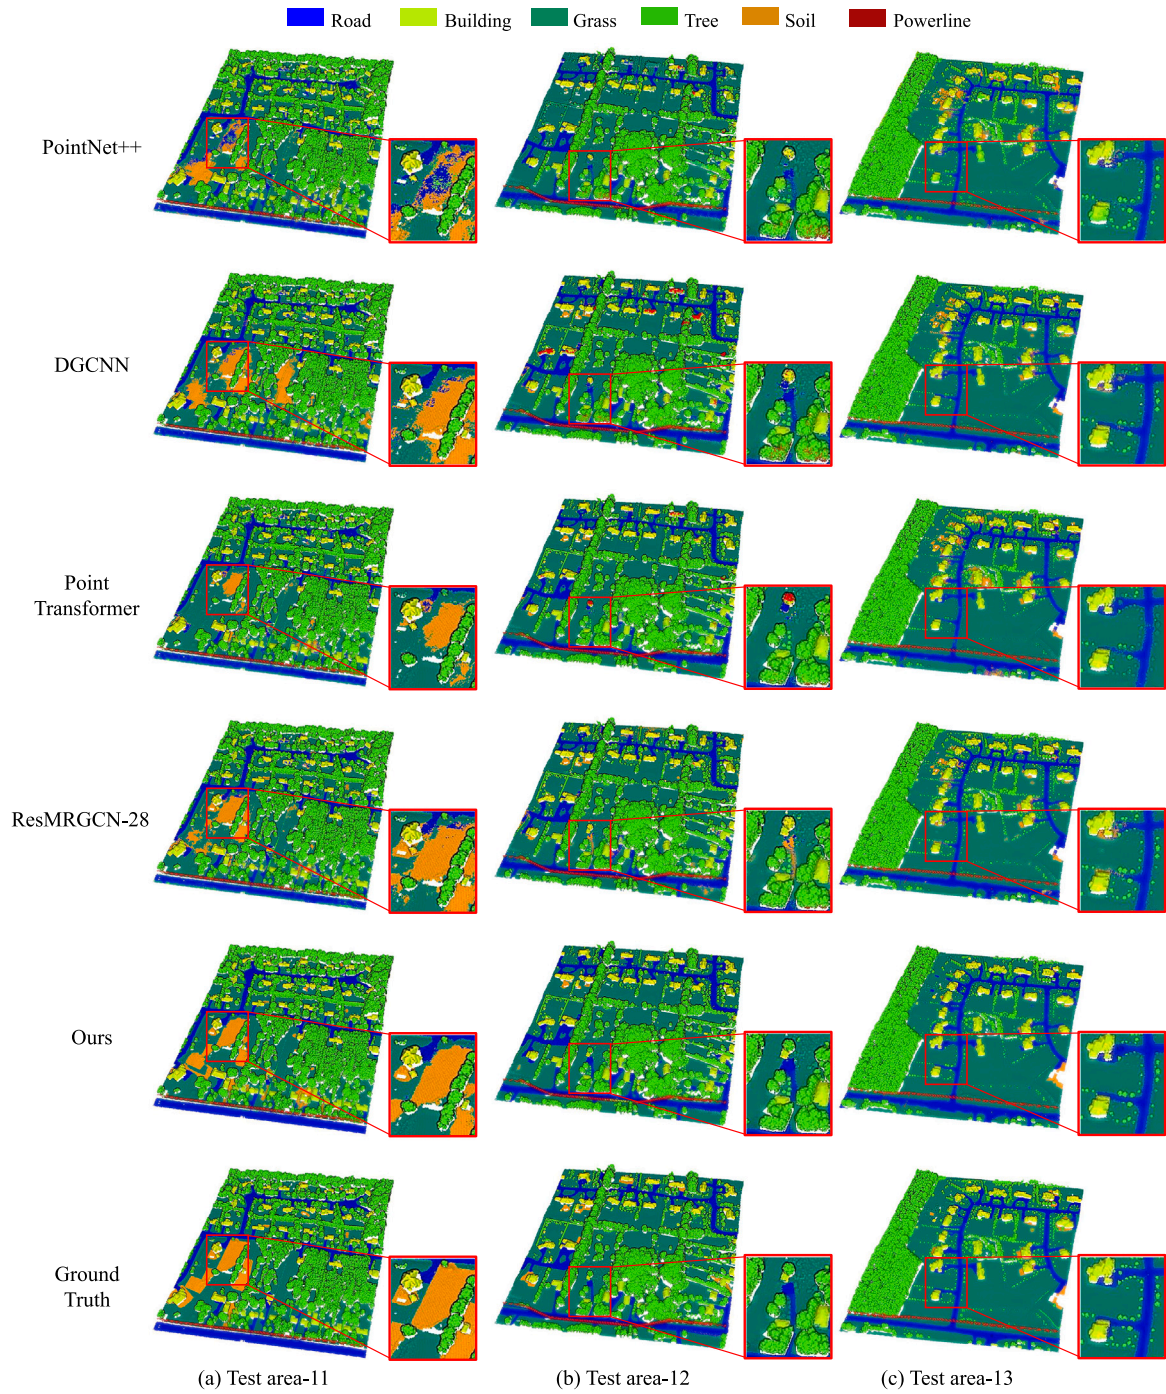 Road Building Grass Tree Soil Powerline
PointNet++
DGCNN
Point
Transformer
ResMRGCN-28
Ours
Ground
Truth
(a) Test area-11 (b) Test area-12 (c) Test area-13